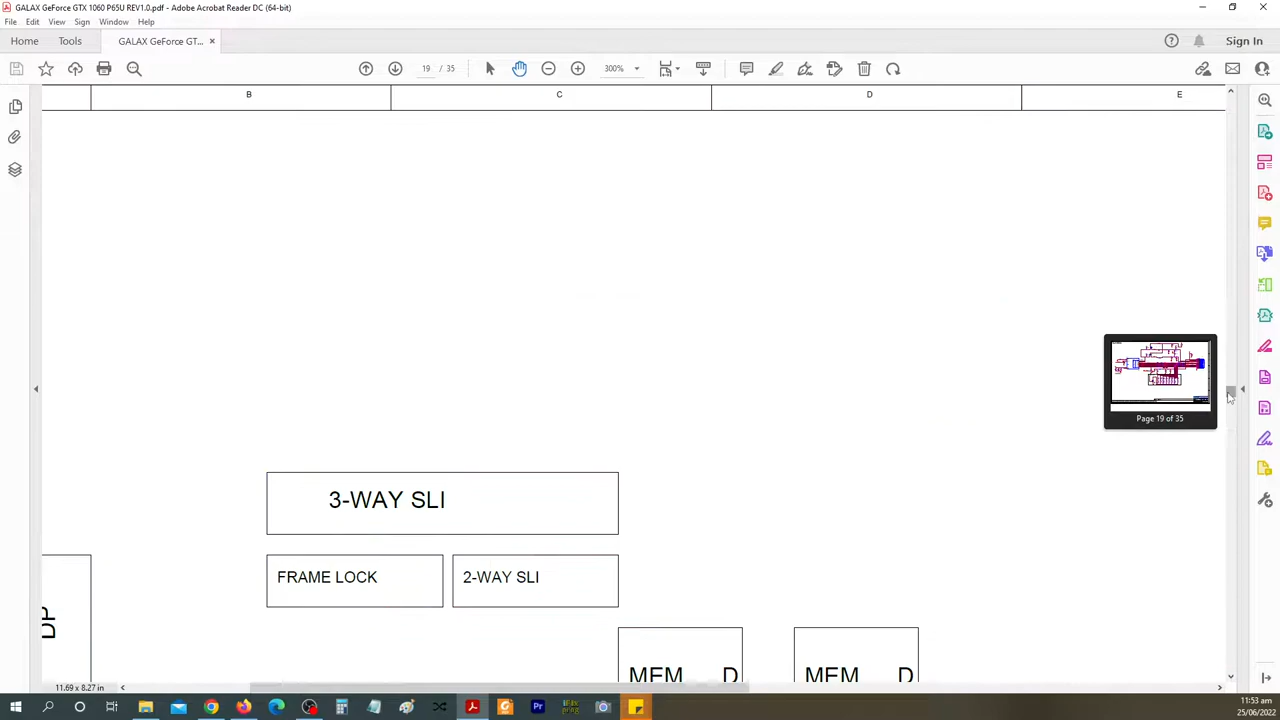 GALAX GeForce GTX 1060 P65U REV1.0.pdf - Adobe Acrobat Reader DC (64-bit)
File Edit View Sign Window Help
Home Tools GALAX GeForce GT... × Sign In
19 / 35 300%
B C D E
Page 19 of 35
3-WAY SLI
FRAME LOCK 2-WAY SLI
DP
MEM D MEM D
11.69 x 8.27 in
11:53 am
25/06/2022